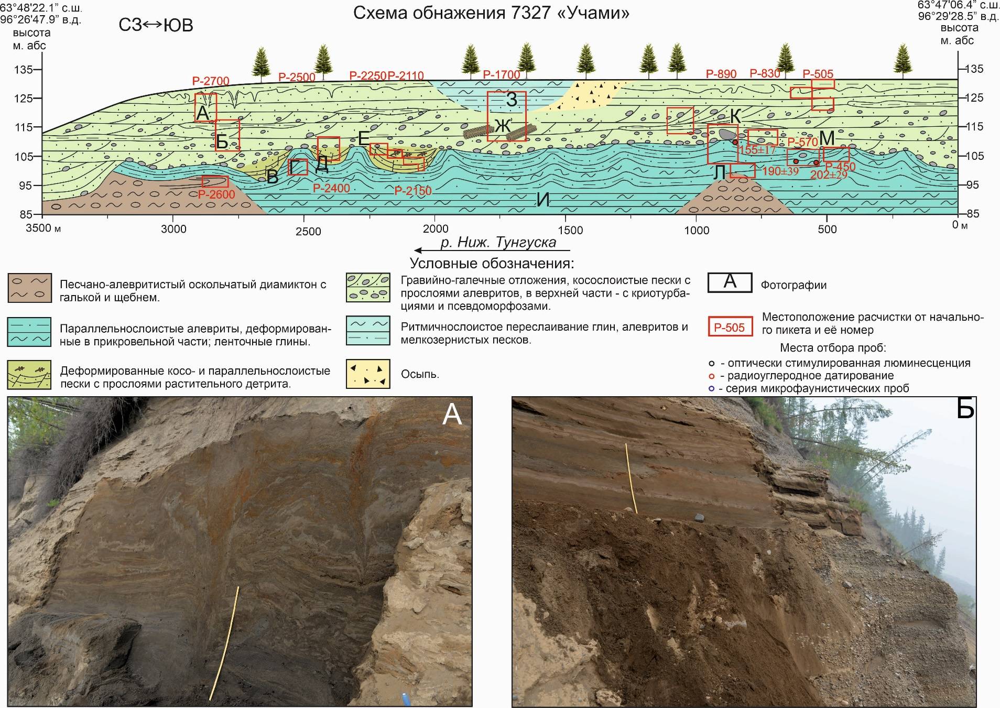 63°48'22.1” с.ш.
96°26'47.9” в.д.
высота
м. абс
СЗ↔ЮВ
Схема обнажения 7327 «Учами»
63°47'06.4” с.ш.
96°29'28.5” в.д.
высота
м. абс
135
125
115
105
95
85
135
125
115
105
95
85
Р-2700
Р-2500
Р-2250
Р-2110
Р-1700
Р-890
Р-830
Р-505
А
Б
В
Г
Д
Е
Ж
З
И
К
Л
М
Р-570
155±17
Р-450
190±39
202±29
Р-2600
Р-2400
Р-2150
3500 м
3000
2500
2000
1500
1000
500
0 м
р. Ниж. Тунгуска
Условные обозначения:
Песчано-алевритистый оскольчатый диамиктон с
галькой и щебнем.
Параллельнослоистые алевриты, деформирован-
ные в прикровельной части; ленточные глины.
Деформированные косо- и параллельнослоистые
пески с прослоями растительного детрита.
Гравийно-галечные отложения, косослоистые пески с
прослоями алевритов, в верхней части - с криотурба-
циями и псевдоморфозами.
Ритмичнослоистое переслаивание глин, алевритов и
мелкозернистых песков.
Осыпь.
А
Фотографии
Р-505
Местоположение расчистки от начально-
го пикета и её номер
Места отбора проб:
- оптически стимулированная люминесценция
- радиоуглеродное датирование
- серия микрофаунистических проб
А
Б